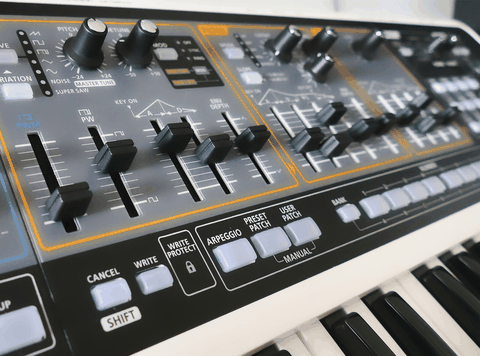 PITCH
MASTER TUNE
NOISE
SUPER SAW
PW
KEY ON
A
D
ENV
DEPTH
CANCEL
SHIFT
WRITE
WRITE
PROTECT
ARPEGGIO
PRESET
PATCH
USER
PATCH
MANUAL
BANK